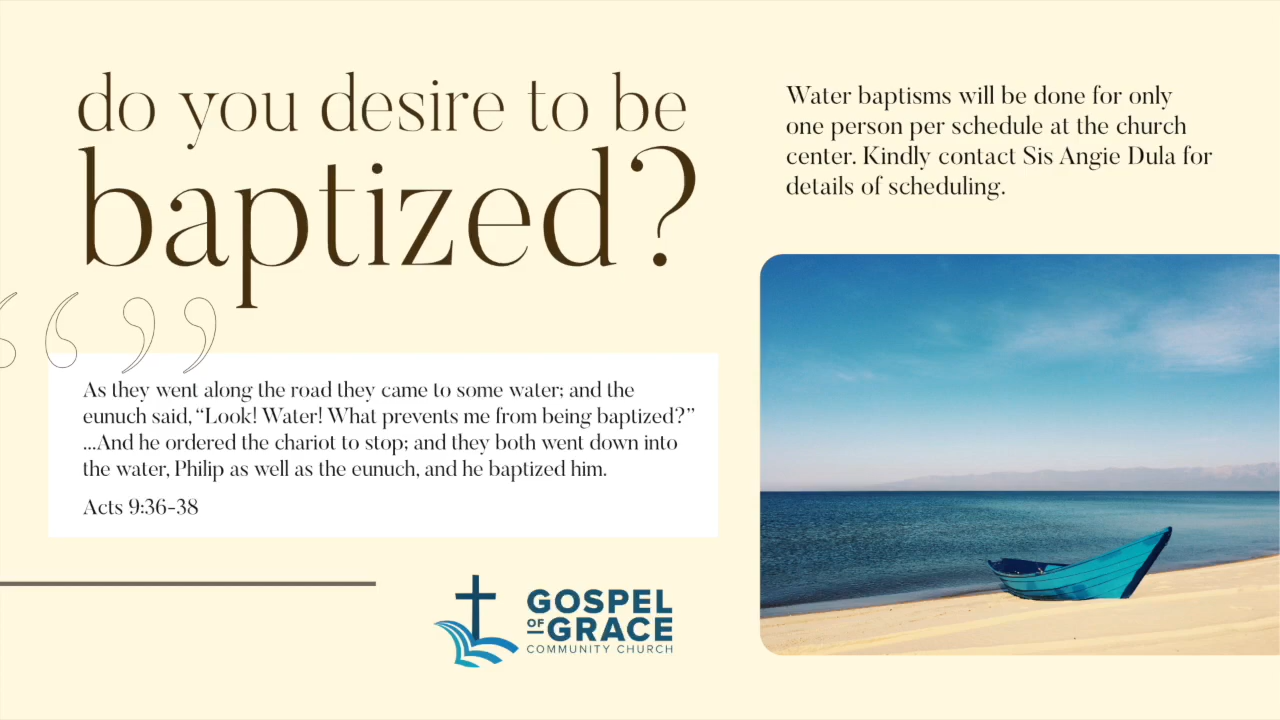 do you desire to be
baptized?
Water baptisms will be done for only
one person per schedule at the church
center. Kindly contact Sis Angie Dula for
details of scheduling.
“ ”
As they went along the road they came to some water; and the
eunuch said, “Look! Water! What prevents me from being baptized?”
...And he ordered the chariot to stop; and they both went down into
the water, Philip as well as the eunuch, and he baptized him.
Acts 9:36-38
GOSPEL
OF GRACE
COMMUNITY CHURCH